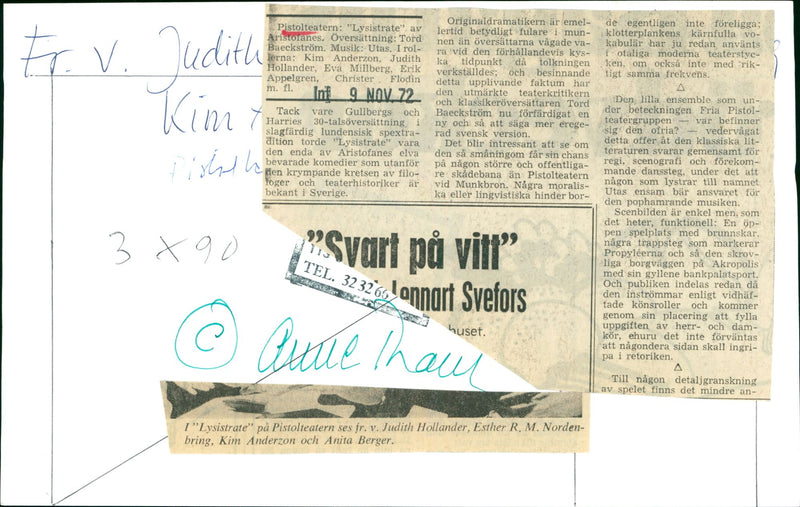 Fr. v. Judith
Kim
3 x 90
© Anne
Pistolteatern: "Lysistrate" av
Aristofanes. Översättning: Tord
Baeckström. Musik: Utas. I rol-
lerna: Kim Anderzon, Judith
Hollander, Eva Millberg, Erik
Appelgren, Christer Flodin
m. fl.
9 NOV. 72
Tack vare Gullbergs och
Harries 30-talsöversättning i
slagfärdig lundensisk spextra-
dition torde "Lysistrate" vara
den enda av Aristofanes elva
bevarade komedier som utanför
den krympande kretsen av filo-
loger och teaterhistoriker är
bekant i Sverige.
Originaldramatikern är emel-
lertid betydligt fulare i mun-
nen än översättarna vågade va-
ra vid den förhållandevis kys-
ka tidpunkt då tolkningen
verkställdes; och besinnande
detta upplivande faktum har
den utmärkte teaterkritikern
och klassikeröversättaren Tord
Baeckström nu förfärdigat en
ny och så att säga mer erege-
rad svensk version.
Det blir intressant att se om
den så småningom får sin chans
på någon större och offentliga-
re skådebana än Pistolteatern
vid Munkbron. Några moralis-
ka eller lingvistiska hinder bor-
de egentligen inte föreligga;
klotterplankens kärnfulla vo-
kabulär har ju redan använts
i otaliga moderna teaterstyc-
ken, om också inte med rik-
tigt samma frekvens.
△
Den lilla ensemble som un-
der beteckningen Fria Pistol-
teatergruppen — var befinner
sig den ofria? — vedervågat
detta offer åt den klassiska lit-
teraturen svarar gemensamt för
regi, scenografi och förekom-
mande danssteg, under det att
någon som lystrar till namnet
Utas ensam bär ansvaret för
den pophamrande musiken.
Scenbilden är enkel men, som
det heter, funktionell: En öp-
pen spelplats med brunnskar,
några trappsteg som markerar
Propyléerna och så den skrov-
liga borgväggen på Akropolis
med sin gyllene bankpalatsport.
Och publiken indelas redan då
den inströmmar enligt vidhäf-
tade könsroller och kommer
genom sin placering att fylla
uppgiften av herr- och dam-
kör, ehuru det inte förväntas
att någondera sidan skall ingri-
pa i retoriken.
△
Till någon detaljgranskning
av spelet finns det mindre an-
"Svart på vitt"
Lennart Svefors
huset.
TEL. 32 32 66
I "Lysistrate" på Pistolteatern ses fr. v. Judith Hollander, Esther R. M. Norden-
bring, Kim Anderzon och Anita Berger.